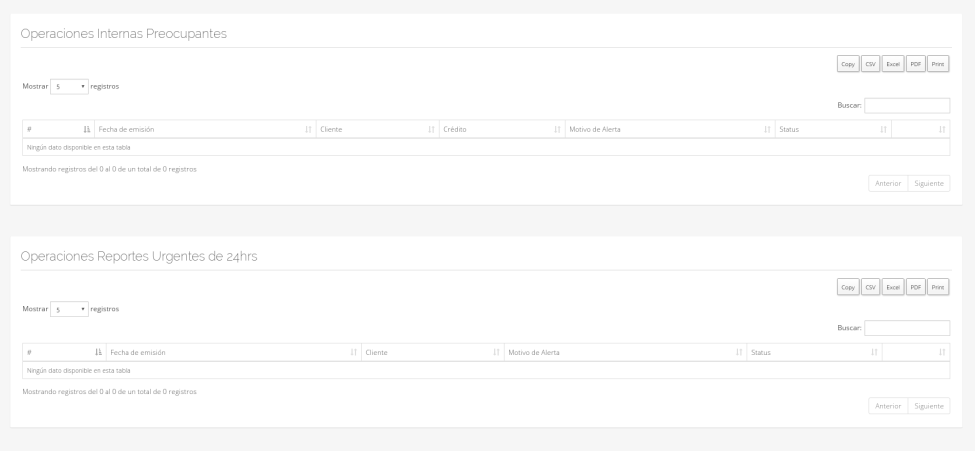 Operaciones Internas Preocupantes
Copy CSV Excel PDF Print
Mostrar 5 registros
Buscar:
# Fecha de emisión Cliente Crédito Motivo de Alerta Status
Ningún dato disponible en esta tabla
Mostrando registros del 0 al 0 de un total de 0 registros
Anterior Siguiente
Operaciones Reportes Urgentes de 24hrs
Copy CSV Excel PDF Print
Mostrar 5 registros
Buscar:
# Fecha de emisión Cliente Motivo de Alerta Status
Ningún dato disponible en esta tabla
Mostrando registros del 0 al 0 de un total de 0 registros
Anterior Siguiente